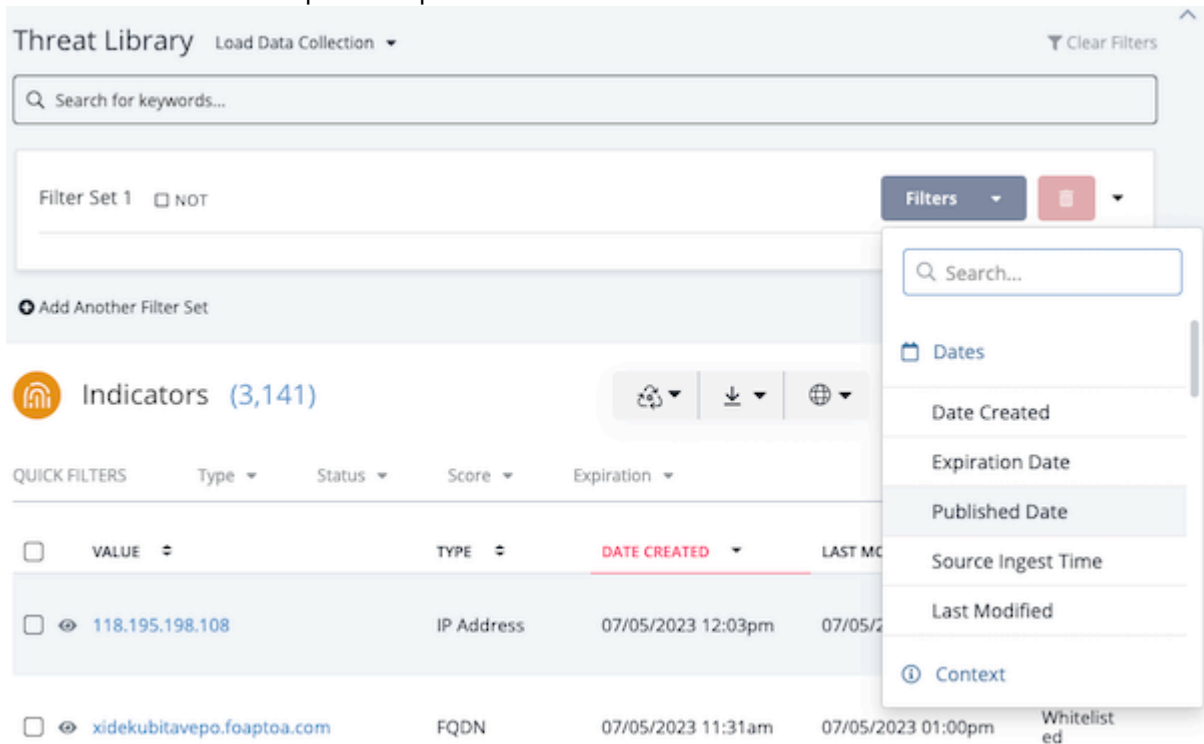 Threat Library Load Data Collection Clear Filters
Search for keywords...
Filter Set 1 NOT Filters
Search...
Add Another Filter Set
Dates
Indicators (3,141)
Date Created
Expiration Date
QUICK FILTERS Type Status Score Expiration
Published Date
VALUE TYPE DATE CREATED LAST MO
Source Ingest Time
Last Modified
118.195.198.108 IP Address 07/05/2023 12:03pm 07/05/2
Context
xidekubitavepo.foaptoa.com FQDN 07/05/2023 11:31am 07/05/2023 01:00pm Whitelist
ed